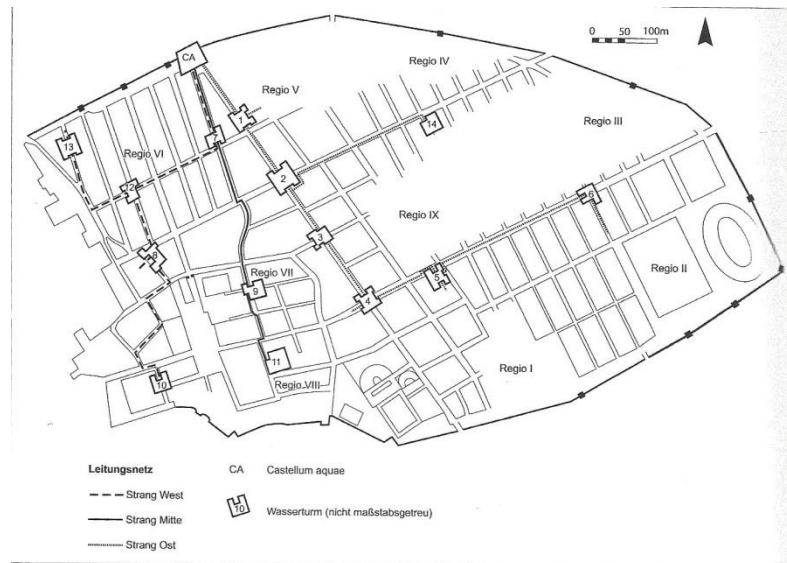 0 50 100m
CA
Regio IV
Regio V
1
14
Regio III
7
13
Regio VI
2
12
6
Regio IX
3
8
Regio VII
5
Regio II
9
4
11
Regio I
10
Regio VIII
Leitungsnetz
Strang West
Strang Mitte
Strang Ost
CA Castellum aquae
10 Wasserturm (nicht maßstabsgetreu)